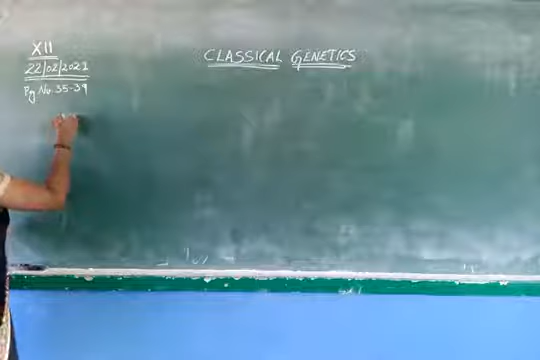 XII
22/02/2021
Pg No. 35-39
CLASSICAL GENETICS